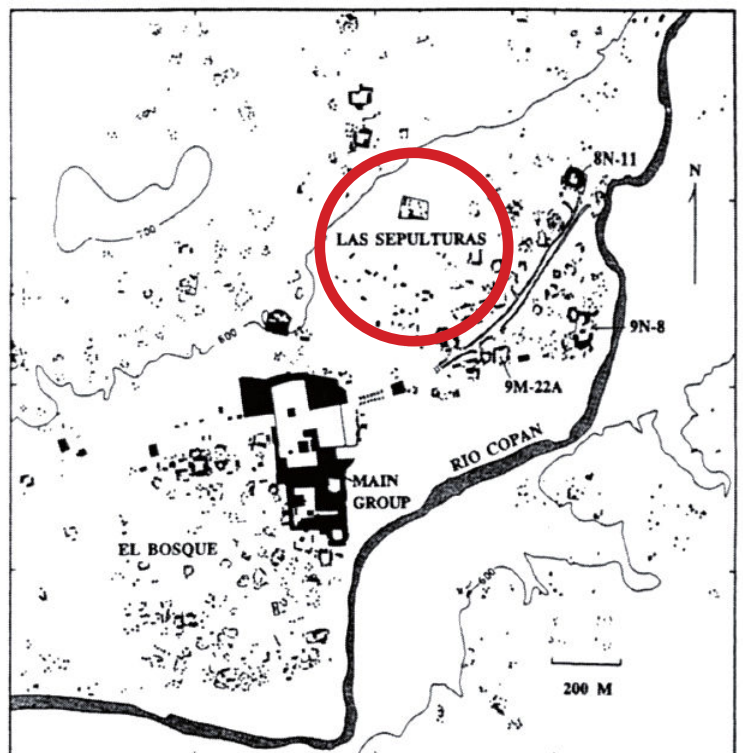 8N-11
N
LAS SEPULTURAS
700
600
9N-8
9M-22A
RIO COPAN
MAIN
GROUP
EL BOSQUE
600
200 M